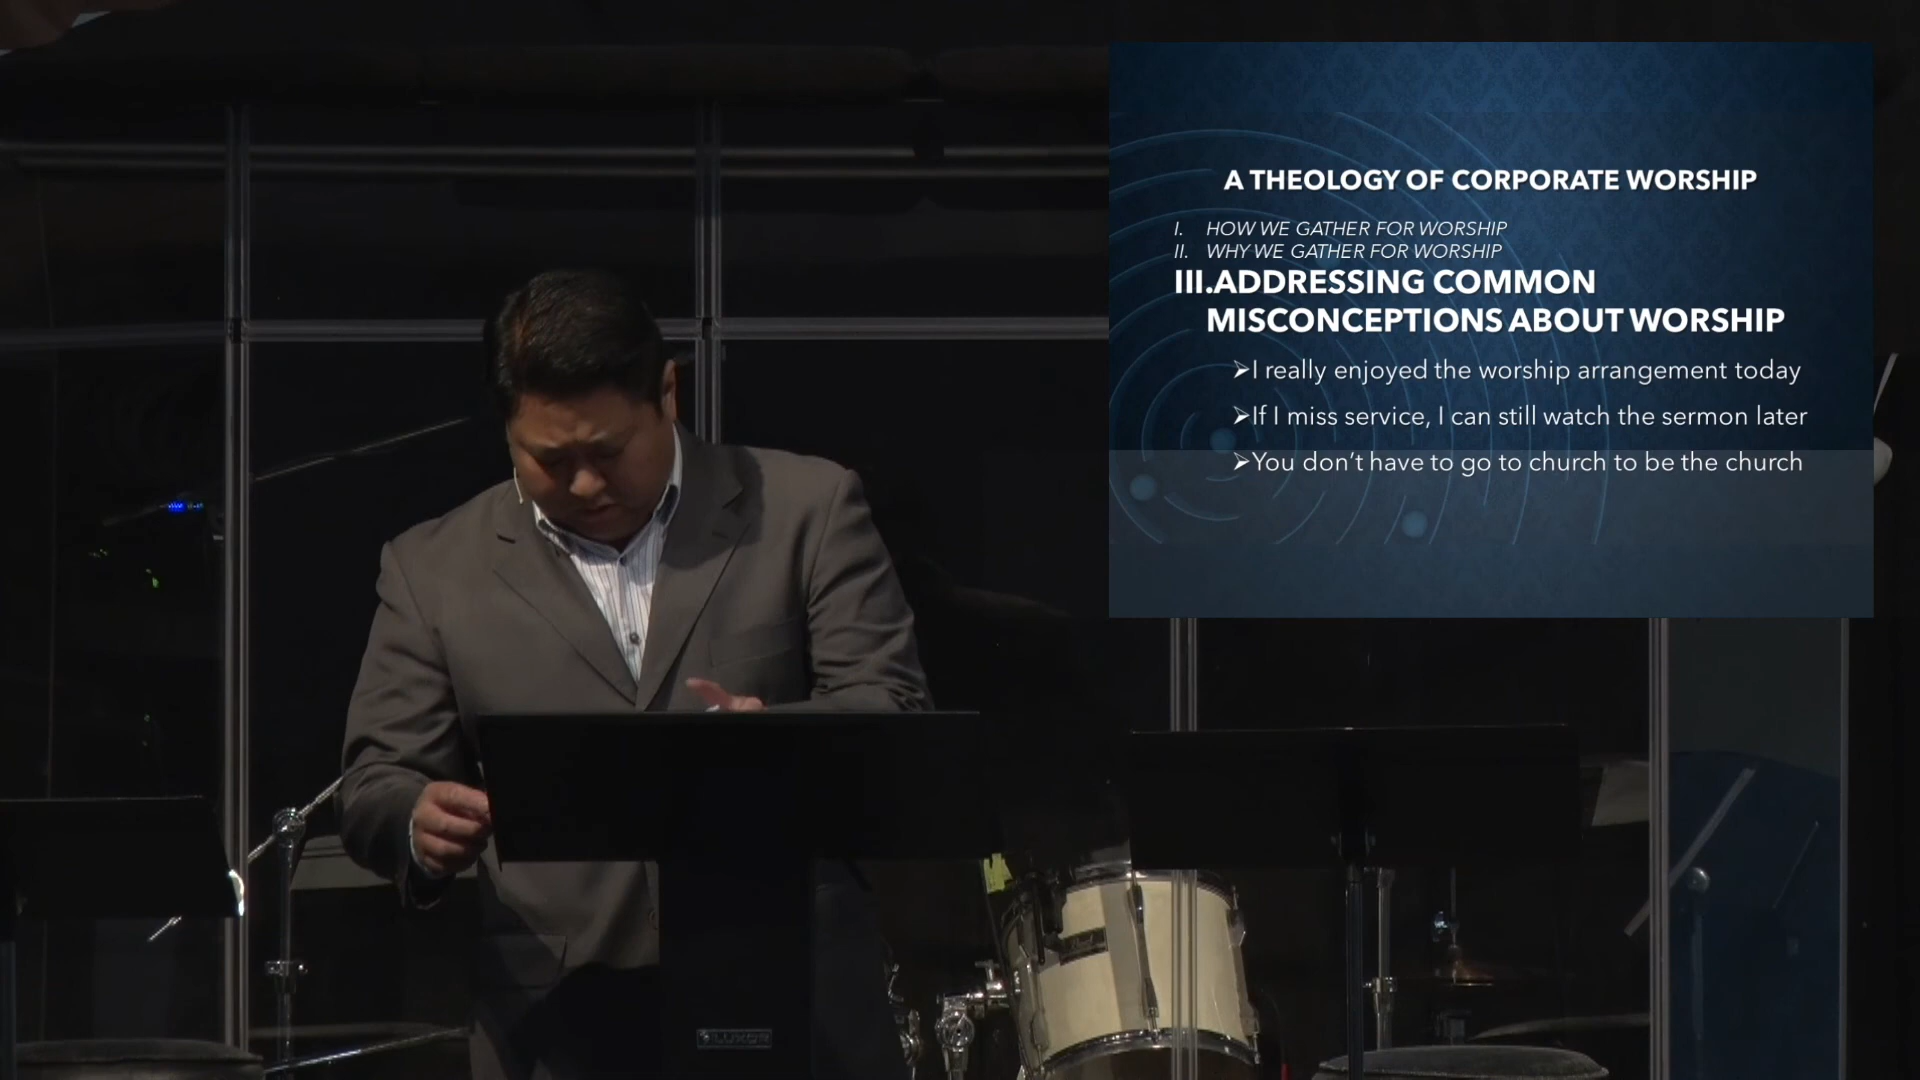 A THEOLOGY OF CORPORATE WORSHIP
I. HOW WE GATHER FOR WORSHIP
II. WHY WE GATHER FOR WORSHIP
III. ADDRESSING COMMON
MISCONCEPTIONS ABOUT WORSHIP
➢I really enjoyed the worship arrangement today
➢If I miss service, I can still watch the sermon later
➢You don't have to go to church to be the church
LUXOR